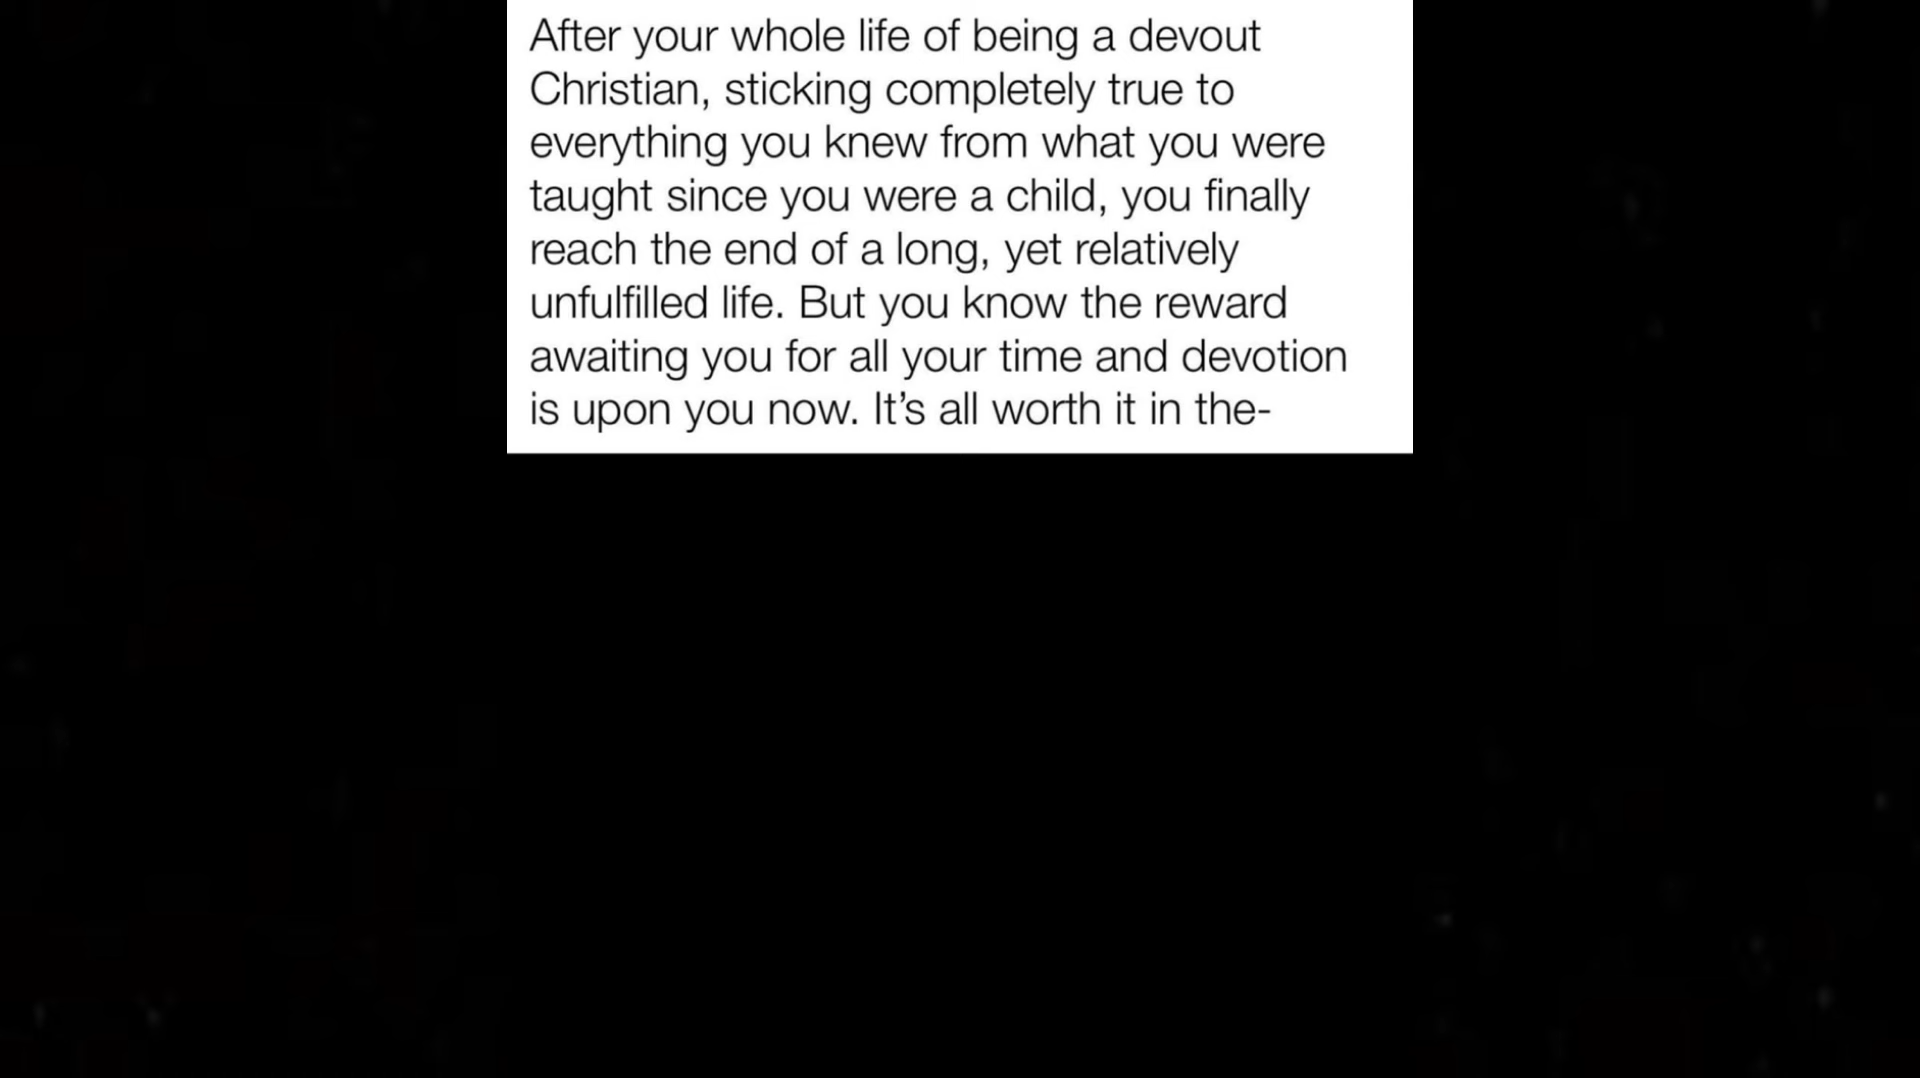 After your whole life of being a devout
Christian, sticking completely true to
everything you knew from what you were
taught since you were a child, you finally
reach the end of a long, yet relatively
unfulfilled life. But you know the reward
awaiting you for all your time and devotion
is upon you now. It’s all worth it in the-